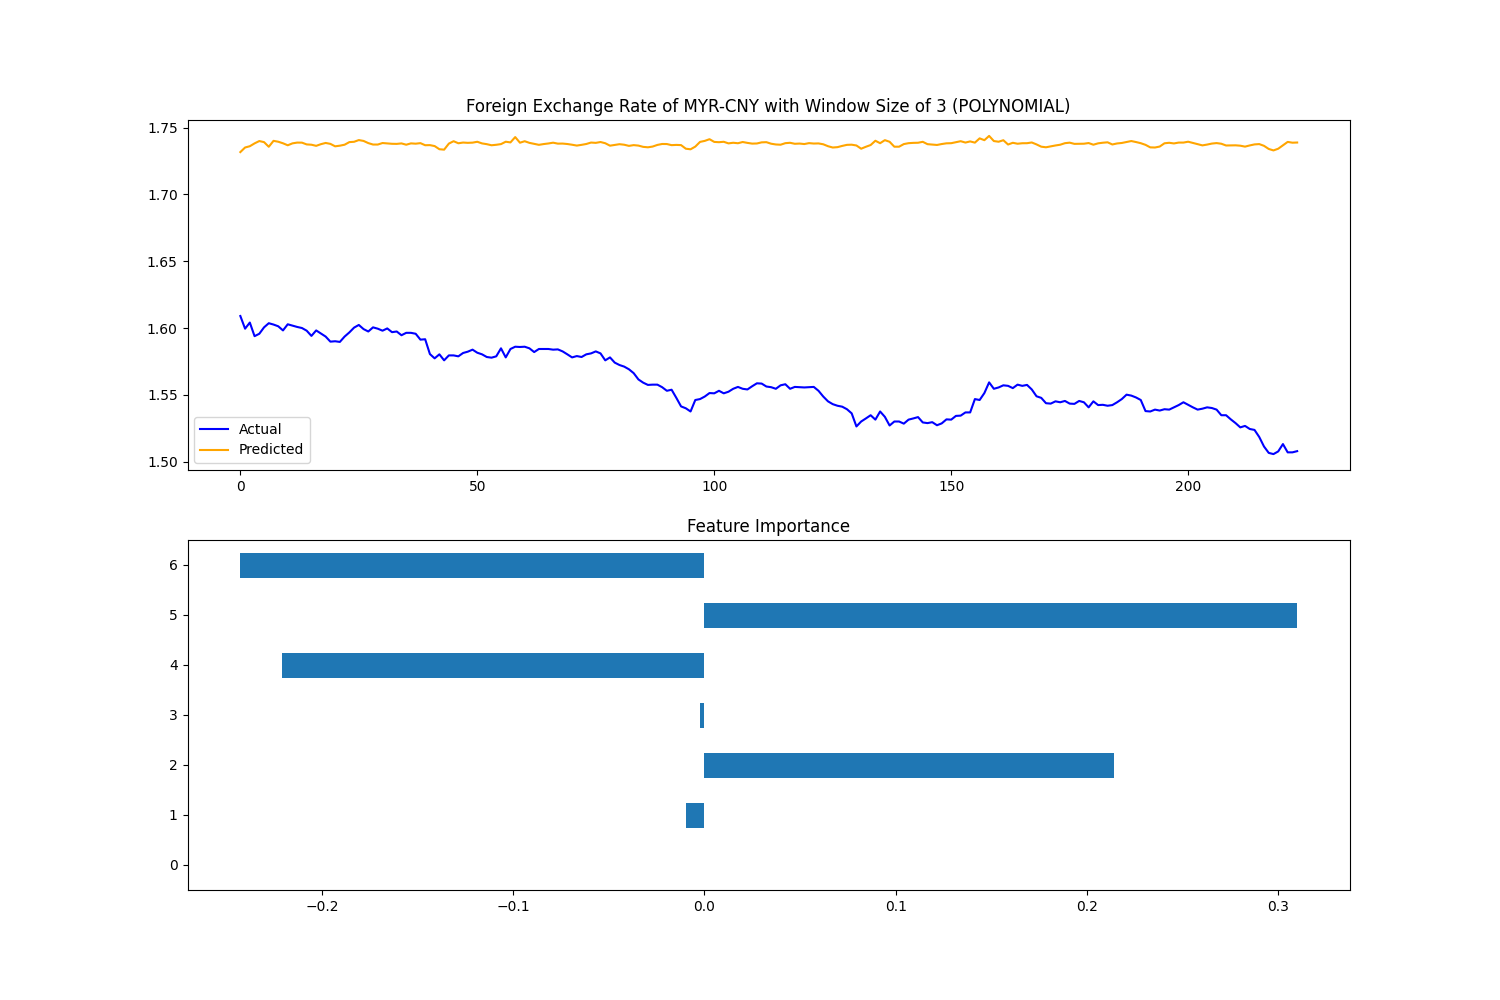 Foreign Exchange Rate of MYR-CNY with Window Size of 3 (POLYNOMIAL)
1.75
1.70
1.65
1.60
1.55
1.50
Actual
Predicted
0 50 100 150 200
Feature Importance
6
5
4
3
2
1
0
−0.2 −0.1 0.0 0.1 0.2 0.3